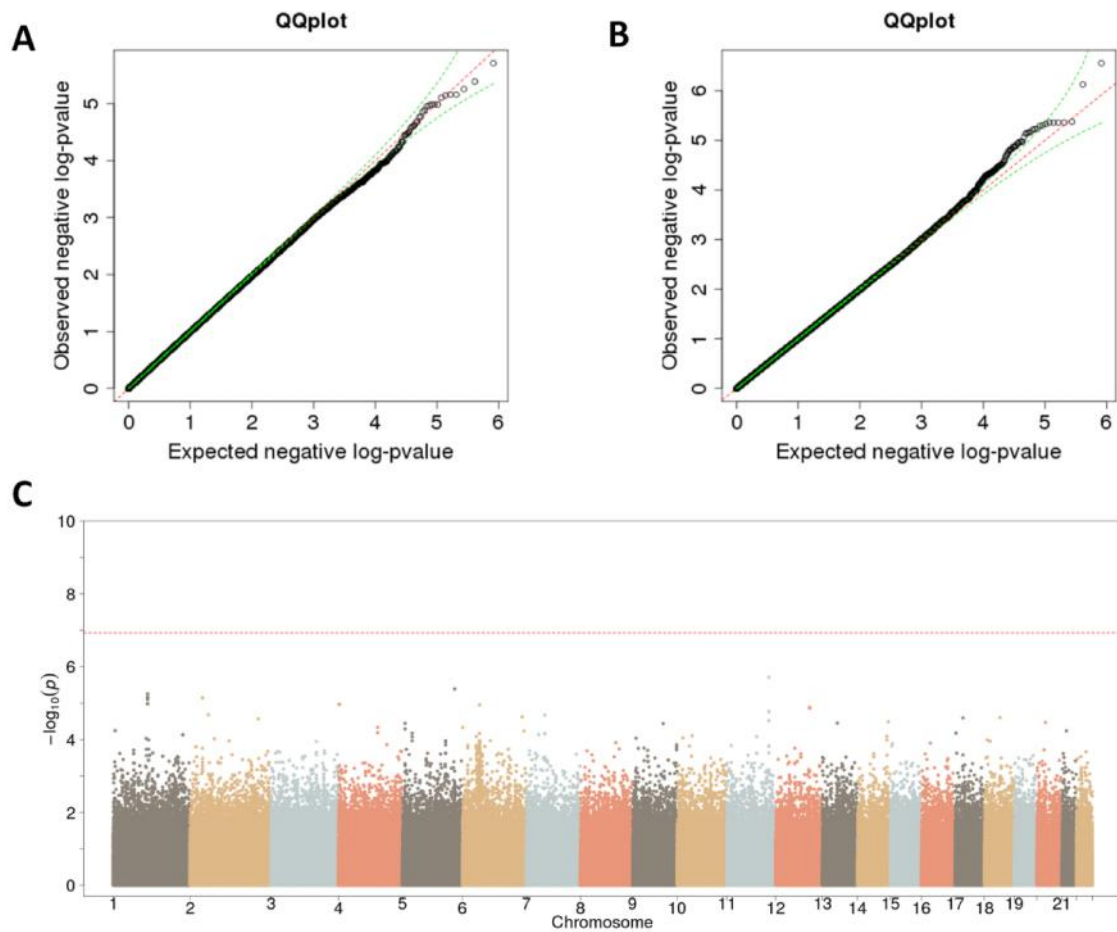 A
QQplot
Observed negative log-pvalue
0 1 2 3 4 5
0 1 2 3 4 5 6
Expected negative log-pvalue
B
QQplot
Observed negative log-pvalue
0 1 2 3 4 5 6
0 1 2 3 4 5 6
Expected negative log-pvalue
C
−log₁₀(p)
10
8
6
4
2
0
1 2 3 4 5 6 7 8 9 10 11 12 13 14 15 16 17 18 19 21
Chromosome